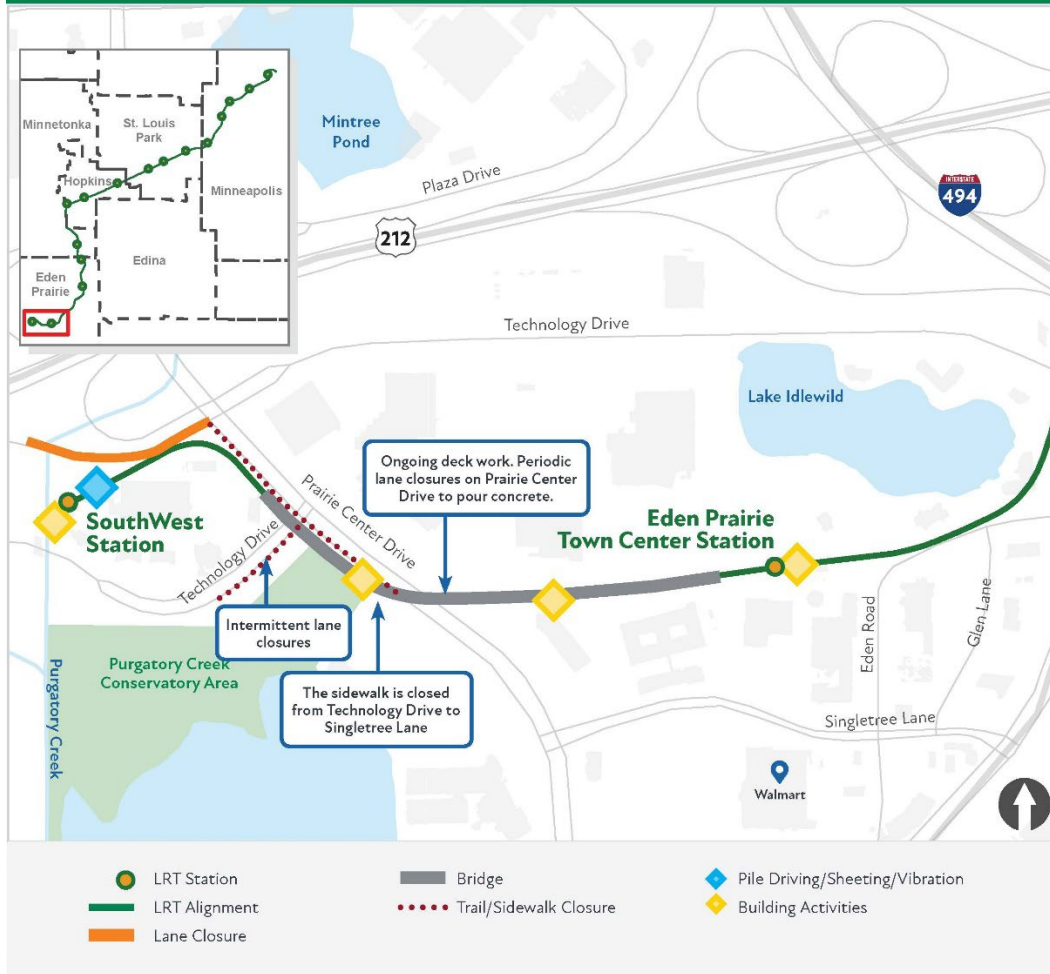 Minnetonka
St. Louis
Park
Hopkins
Minneapolis
Edina
Eden
Prairie
Mintree
Pond
Plaza Drive
INTERSTATE
494
212
Technology Drive
Lake Idlewild
Ongoing deck work. Periodic
lane closures on Prairie Center
Drive to pour concrete.
Prairie Center Drive
SouthWest
Station
Eden Prairie
Town Center Station
Technology Drive
Intermittent lane
closures
Purgatory Creek
Conservatory Area
The sidewalk is closed
from Technology Drive to
Singletree Lane
Purgatory Creek
Eden Road
Glen Lane
Singletree Lane
Walmart
LRT Station
LRT Alignment
Lane Closure
Bridge
Trail/Sidewalk Closure
Pile Driving/Sheeting/Vibration
Building Activities